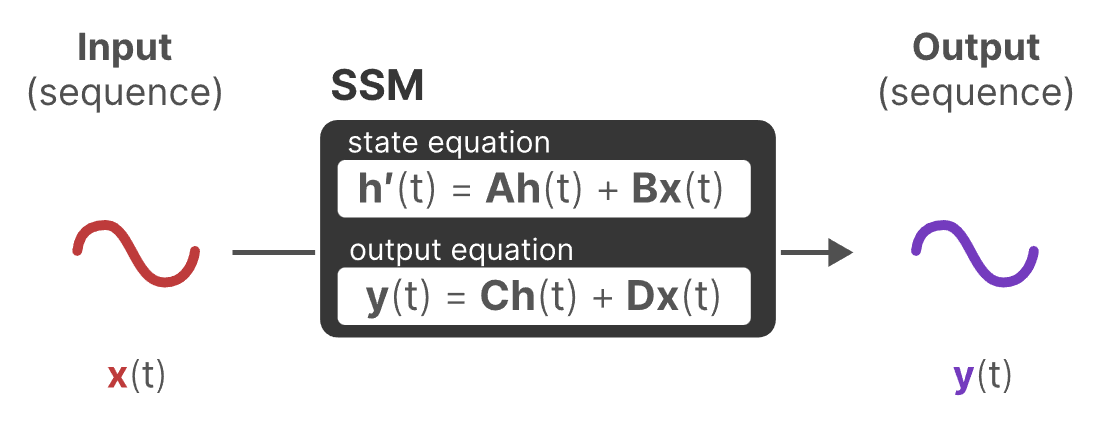 Input
(sequence)
SSM
state equation
h′(t) = Ah(t) + Bx(t)
output equation
y(t) = Ch(t) + Dx(t)
Output
(sequence)
x(t)
y(t)